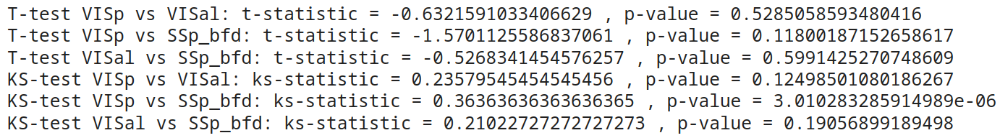 T-test VISp vs VISal: t-statistic = -0.6321591033406629 , p-value = 0.5285058593480416
T-test VISp vs SSp_bfd: t-statistic = -1.5701125586837061 , p-value = 0.11800187152658617
T-test VISal vs SSp_bfd: t-statistic = -0.5268341454576257 , p-value = 0.5991425270748609
KS-test VISp vs VISal: ks-statistic = 0.23579545454545456 , p-value = 0.12498501080186267
KS-test VISp vs SSp_bfd: ks-statistic = 0.36363636363636365 , p-value = 3.010283285914989e-06
KS-test VISal vs SSp_bfd: ks-statistic = 0.21022727272727273 , p-value = 0.19056899189498